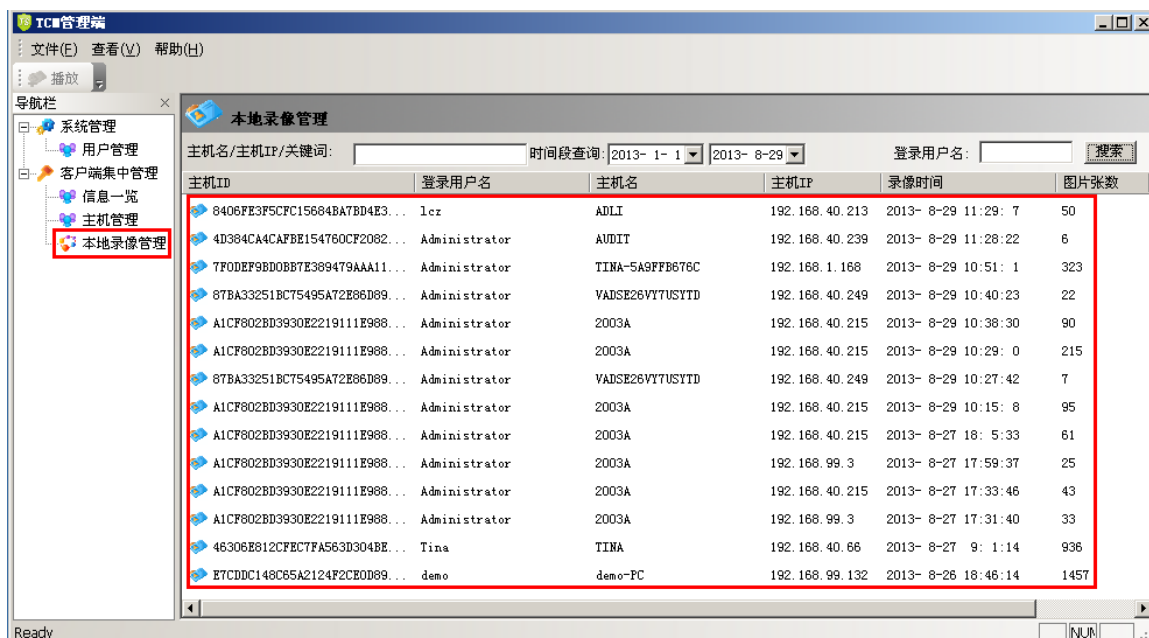 TCM管理端
文件(F) 查看(V) 帮助(H)
播放
导航栏
系统管理
用户管理
客户端集中管理
信息一览
主机管理
本地录像管理
本地录像管理
主机名/主机IP/关键词: 时间段查询: 2013- 1- 1 2013- 8-29 登录用户名: 搜索
主机ID 登录用户名 主机名 主机IP 录像时间 图片张数
8406FE3F5CFC15684BA7BD4E3... lcz ADLI 192.168.40.213 2013- 8-29 11:29: 7 50
4D384CA4CAFBE154760CF2082... Administrator AUDIT 192.168.40.239 2013- 8-29 11:28:22 6
7F0DEF9BD0BB7E389479AAA11... Administrator TINA-5A9FFB676C 192.168.1.168 2013- 8-29 10:51: 1 323
87BA33251BC75495A72E86D89... Administrator VADSE26VY7USYTD 192.168.40.249 2013- 8-29 10:40:23 22
A1CF802BD3930E2219111E988... Administrator 2003A 192.168.40.215 2013- 8-29 10:38:30 90
A1CF802BD3930E2219111E988... Administrator 2003A 192.168.40.215 2013- 8-29 10:29: 0 215
87BA33251BC75495A72E86D89... Administrator VADSE26VY7USYTD 192.168.40.249 2013- 8-29 10:27:42 7
A1CF802BD3930E2219111E988... Administrator 2003A 192.168.40.215 2013- 8-29 10:15: 8 95
A1CF802BD3930E2219111E988... Administrator 2003A 192.168.40.215 2013- 8-27 18: 5:33 61
A1CF802BD3930E2219111E988... Administrator 2003A 192.168.99.3 2013- 8-27 17:59:37 25
A1CF802BD3930E2219111E988... Administrator 2003A 192.168.40.215 2013- 8-27 17:33:46 43
A1CF802BD3930E2219111E988... Administrator 2003A 192.168.99.3 2013- 8-27 17:31:40 33
46306E812CFEC7FA563D304BE... Tina TINA 192.168.40.66 2013- 8-27 9: 1:14 936
E7CDDC148C65A2124F2CE0D89... demo demo-PC 192.168.99.132 2013- 8-26 18:46:14 1457
Ready NUM